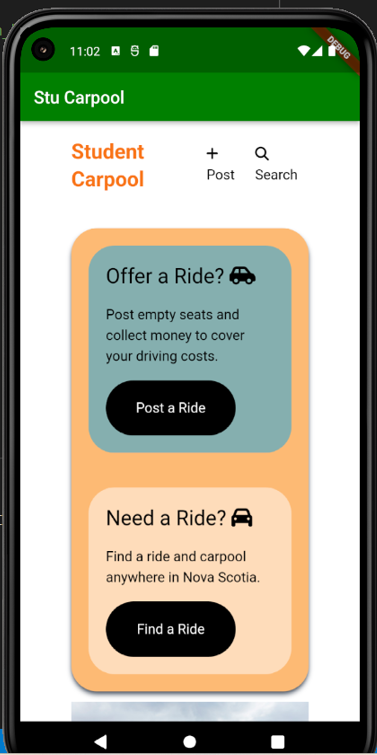 11:02
DEBUG
Stu Carpool
Student
Carpool
Post
Search
Offer a Ride?
Post empty seats and
collect money to cover
your driving costs.
Post a Ride
Need a Ride?
Find a ride and carpool
anywhere in Nova Scotia.
Find a Ride